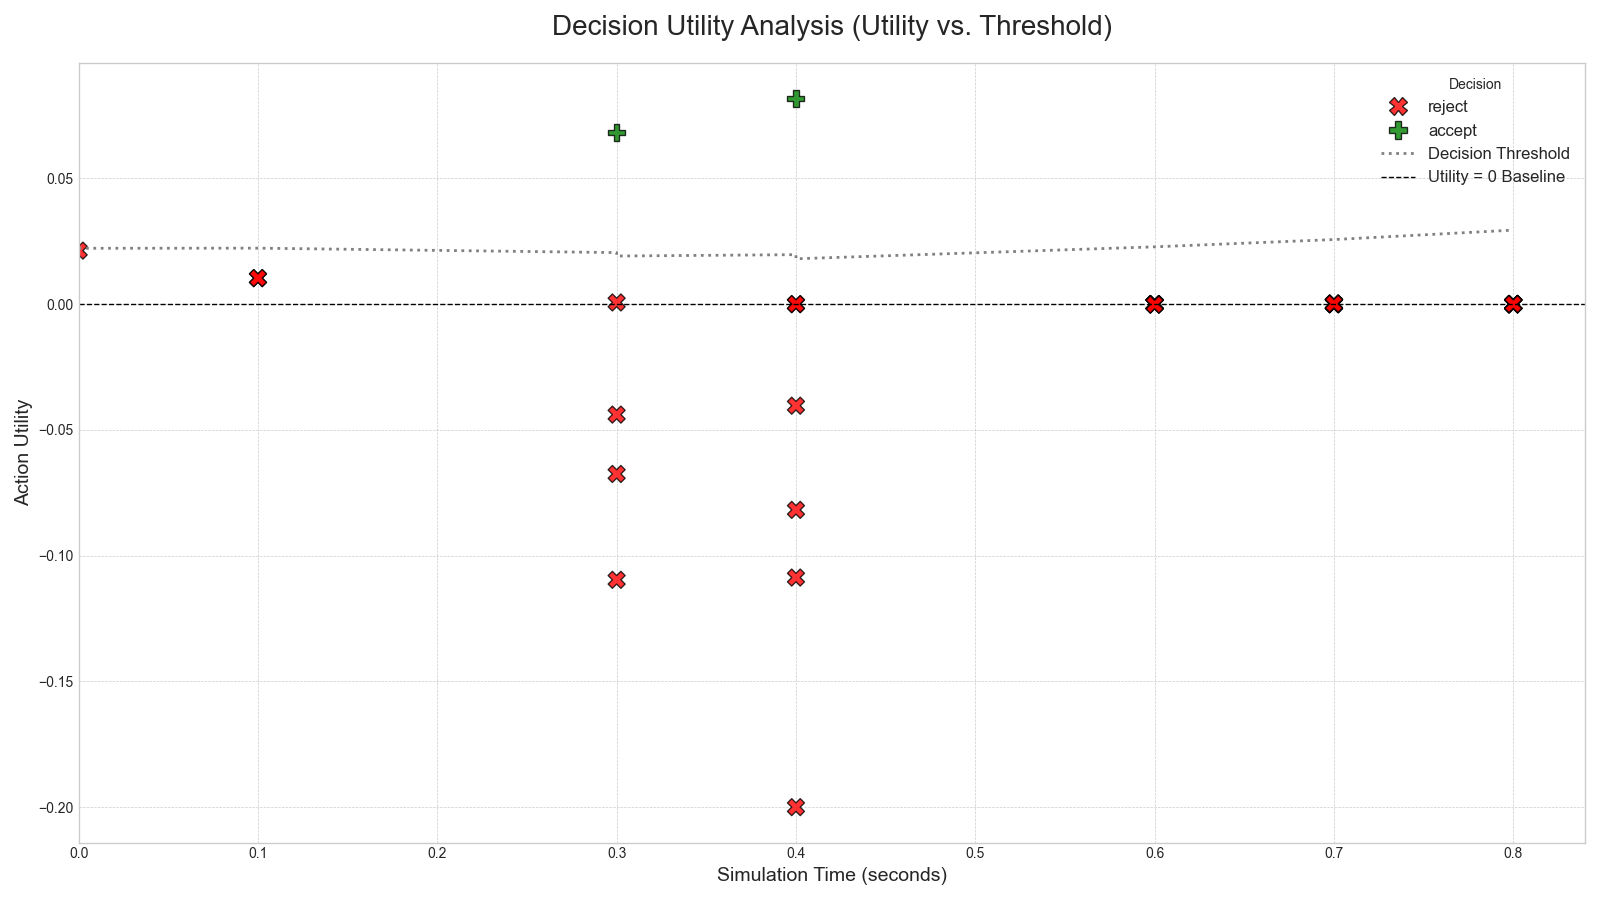 Decision Utility Analysis (Utility vs. Threshold)
Decision
reject
accept
Decision Threshold
Utility = 0 Baseline
Action Utility
0.05
0.00
−0.05
−0.10
−0.15
−0.20
0.0 0.1 0.2 0.3 0.4 0.5 0.6 0.7 0.8
Simulation Time (seconds)